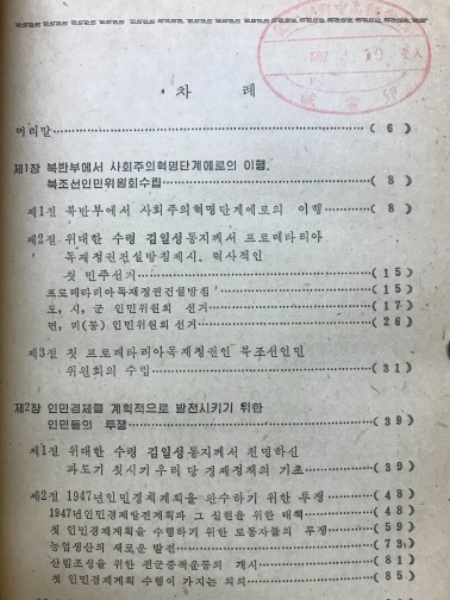 차 례
머리말 ( 6 )
제1장 북반부에서 사회주의혁명단계에로의 이행.
북조선인민위원회수립 ( 8 )
제1절 북반부에서 사회주의혁명단계에로의 이행 ( 8 )
제2절 위대한 수령 김일성동지께서 프로레타리아
독재정권건설방침제시. 력사적인
첫 민주선거 ( 15 )
프로레타리아독재정권건설방침 ( 15 )
도, 시, 군 인민위원회 선거 ( 17 )
면, 리(동) 인민위원회 선거 ( 26 )
제3절 첫 프로레타리아독재정권인 북조선인민
위원회의 수립 ( 31 )
제2장 인민경제를 계획적으로 발전시키기 위한
인민들의 투쟁 ( 39 )
제1절 위대한 수령 김일성동지께서 천명하신
과도기 첫시기 우리 당 경제정책의 기초 ( 39 )
제2절 1947년인민경제계획을 완수하기 위한 투쟁 ( 48 )
1947년인민경제발전계획과 그 실현을 위한 대책 ( 48 )
첫 인민경제계획을 수행하기 위한 로동자들의 투쟁 ( 59 )
농업생산의 새로운 발전 ( 73 )
산림조성을 위한 전군중적운동의 개시 ( 81 )
첫 인민경제계획 수행이 가지는 의의 ( 85 )